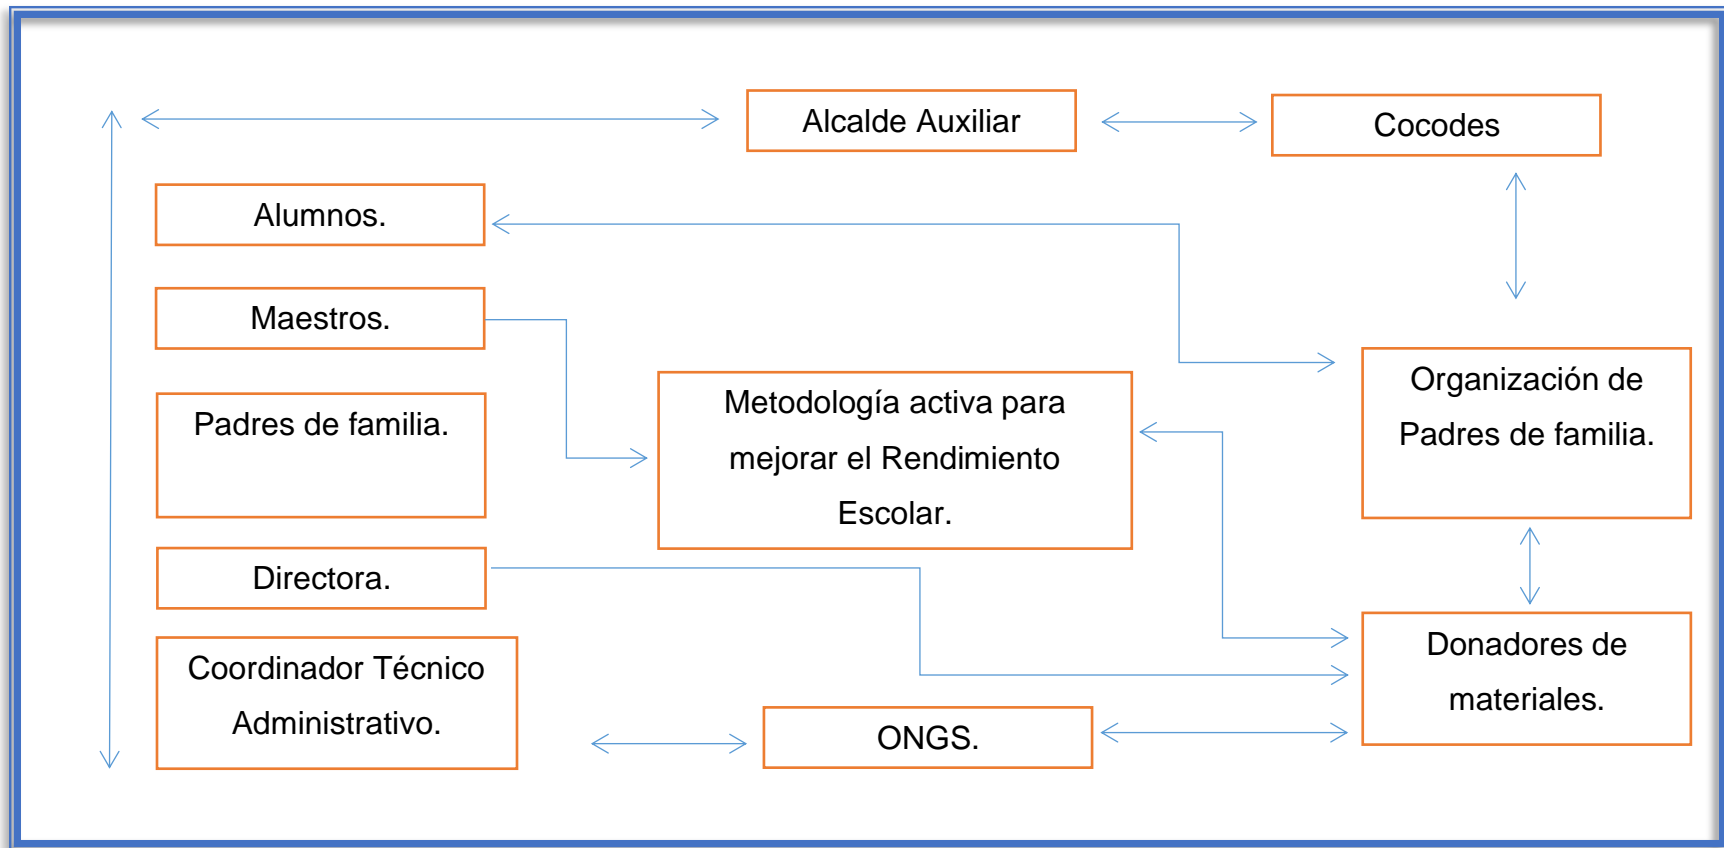 Alcalde Auxiliar
Cocodes
Alumnos.
Maestros.
Padres de familia.
Metodología activa para
mejorar el Rendimiento
Escolar.
Organización de
Padres de familia.
Directora.
Coordinador Técnico
Administrativo.
ONGS.
Donadores de
materiales.